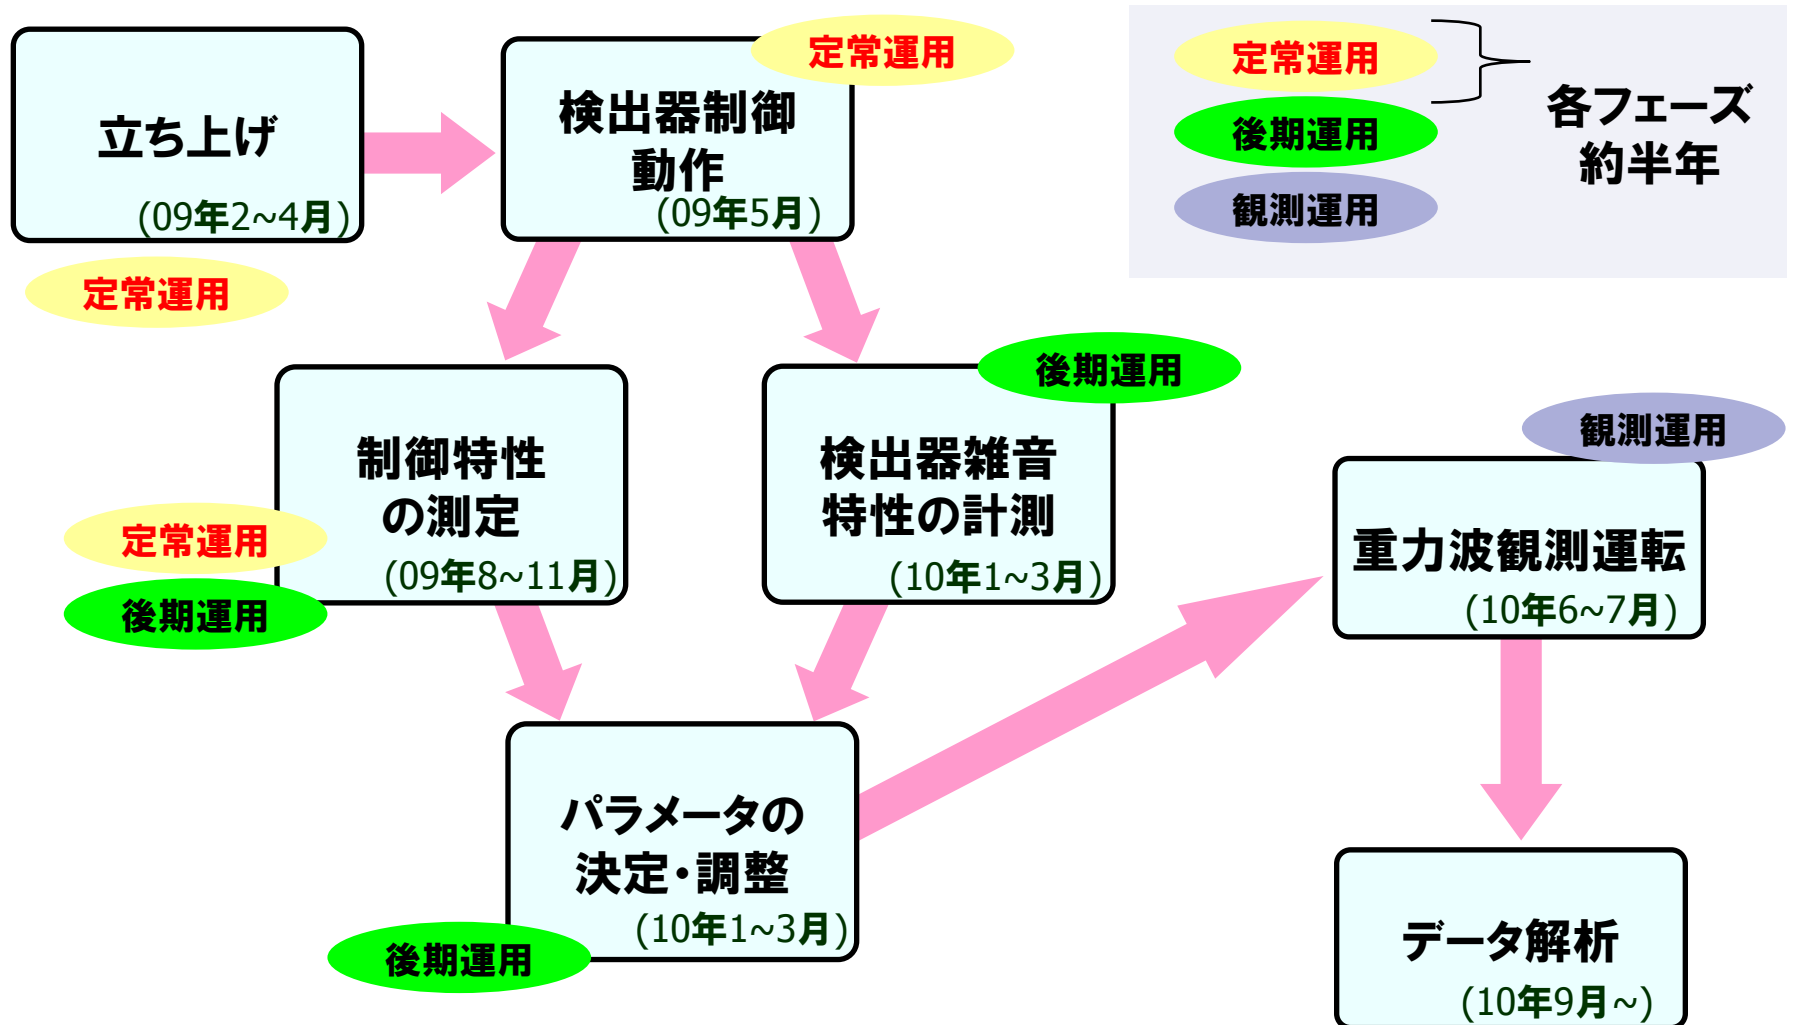 立ち上げ
(09年2~4月)
定常運用
定常運用
検出器制御
動作
(09年5月)
定常運用
後期運用
観測運用
各フェーズ
約半年
制御特性
の測定
(09年8~11月)
定常運用
後期運用
後期運用
検出器雑音
特性の計測
(10年1~3月)
パラメータの
決定・調整
(10年1~3月)
後期運用
観測運用
重力波観測運転
(10年6~7月)
データ解析
(10年9月~)